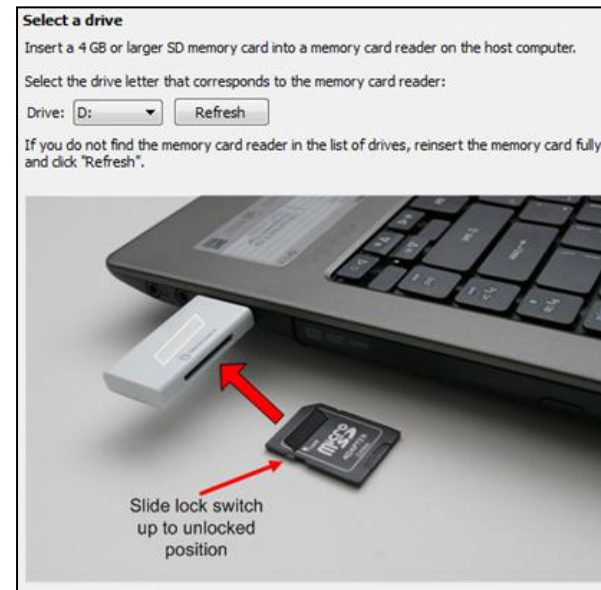 Select a drive
Insert a 4 GB or larger SD memory card into a memory card reader on the host computer.
Select the drive letter that corresponds to the memory card reader:
Drive: D: Refresh
If you do not find the memory card reader in the list of drives, reinsert the memory card fully
and click "Refresh".
micro
SD
ADAPTER
Slide lock switch
up to unlocked
position